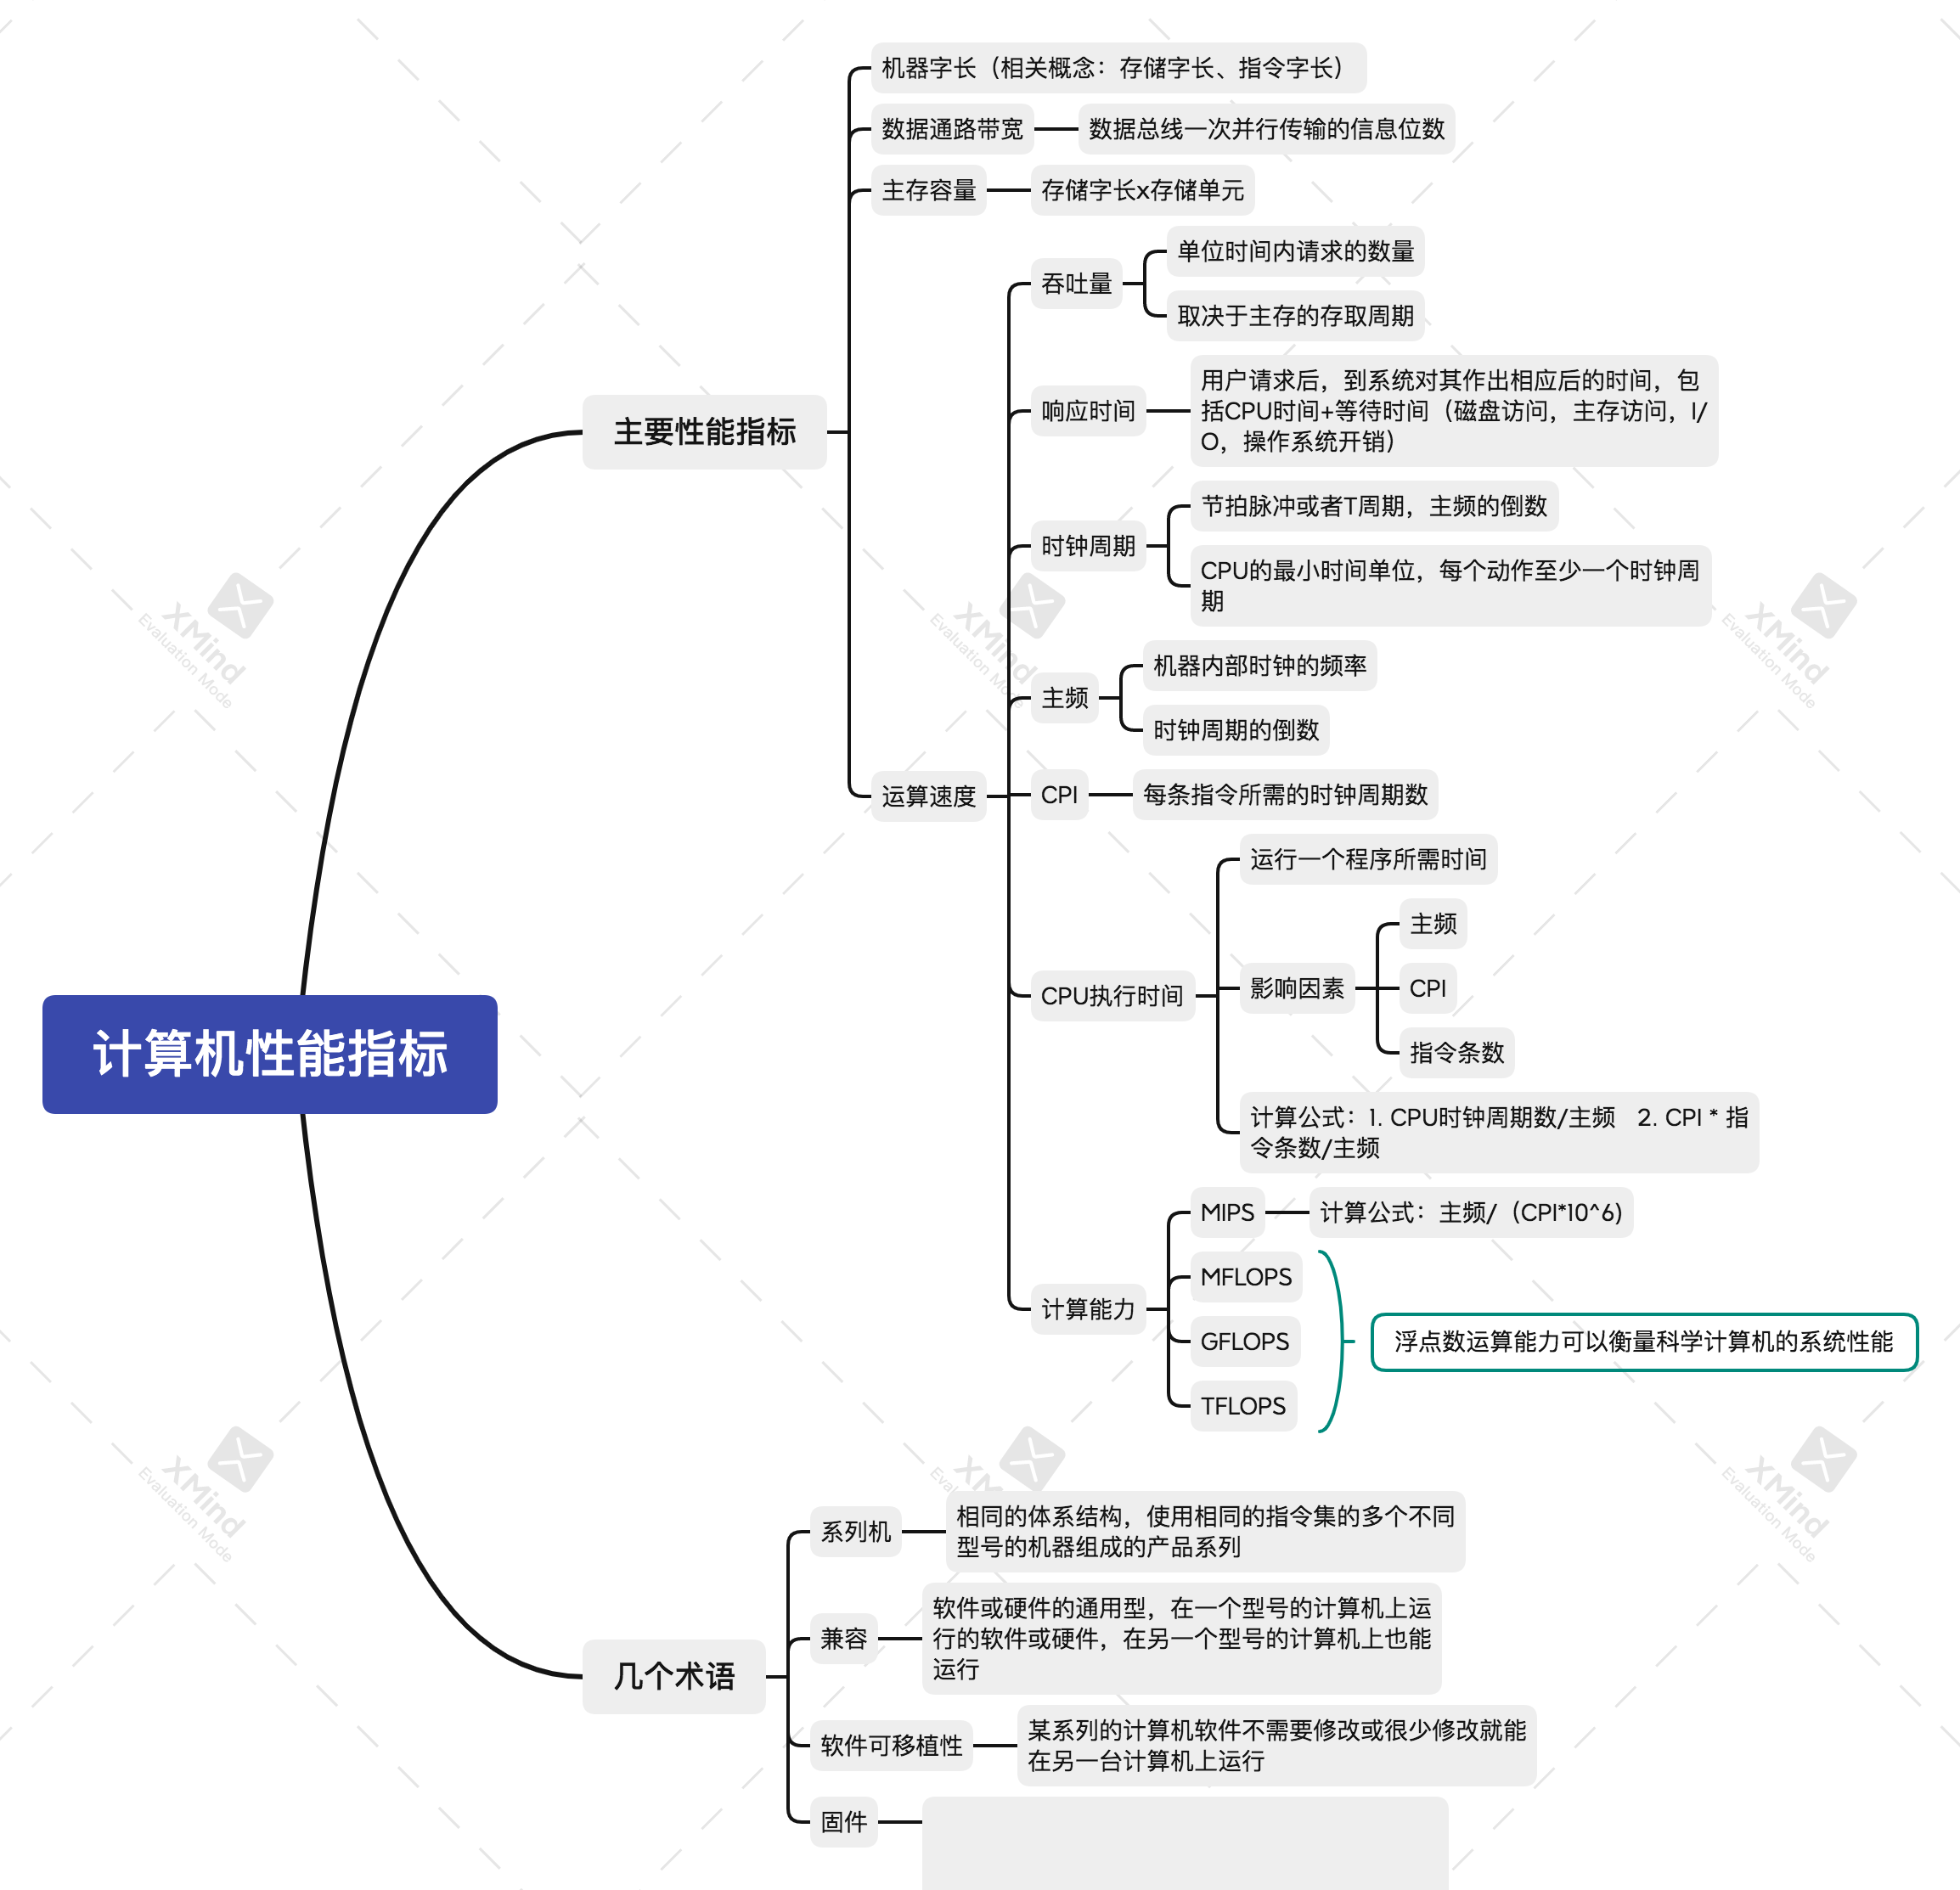 计算机性能指标
主要性能指标
机器字长（相关概念：存储字长、指令字长）
数据通路带宽
数据总线一次并行传输的信息位数
主存容量
存储字长x存储单元
运算速度
吞吐量
单位时间内请求的数量
取决于主存的存取周期
响应时间
用户请求后，到系统对其作出相应后的时间，包
括CPU时间+等待时间（磁盘访问，主存访问，I/
O，操作系统开销）
时钟周期
节拍脉冲或者T周期，主频的倒数
CPU的最小时间单位，每个动作至少一个时钟周
期
主频
机器内部时钟的频率
时钟周期的倒数
CPI
每条指令所需的时钟周期数
CPU执行时间
运行一个程序所需时间
影响因素
主频
CPI
指令条数
计算公式：1. CPU时钟周期数/主频 2. CPI * 指
令条数/主频
计算能力
MIPS
计算公式：主频/（CPI*10^6)
MFLOPS
GFLOPS
TFLOPS
浮点数运算能力可以衡量科学计算机的系统性能
几个术语
系列机
相同的体系结构，使用相同的指令集的多个不同
型号的机器组成的产品系列
兼容
软件或硬件的通用型，在一个型号的计算机上运
行的软件或硬件，在另一个型号的计算机上也能
运行
软件可移植性
某系列的计算机软件不需要修改或很少修改就能
在另一台计算机上运行
固件
XMind
Evaluation Mode
XMind
Evaluation Mode
XMind
Evaluation Mode
XMind
Evaluation Mode
XMind
Evaluation Mode